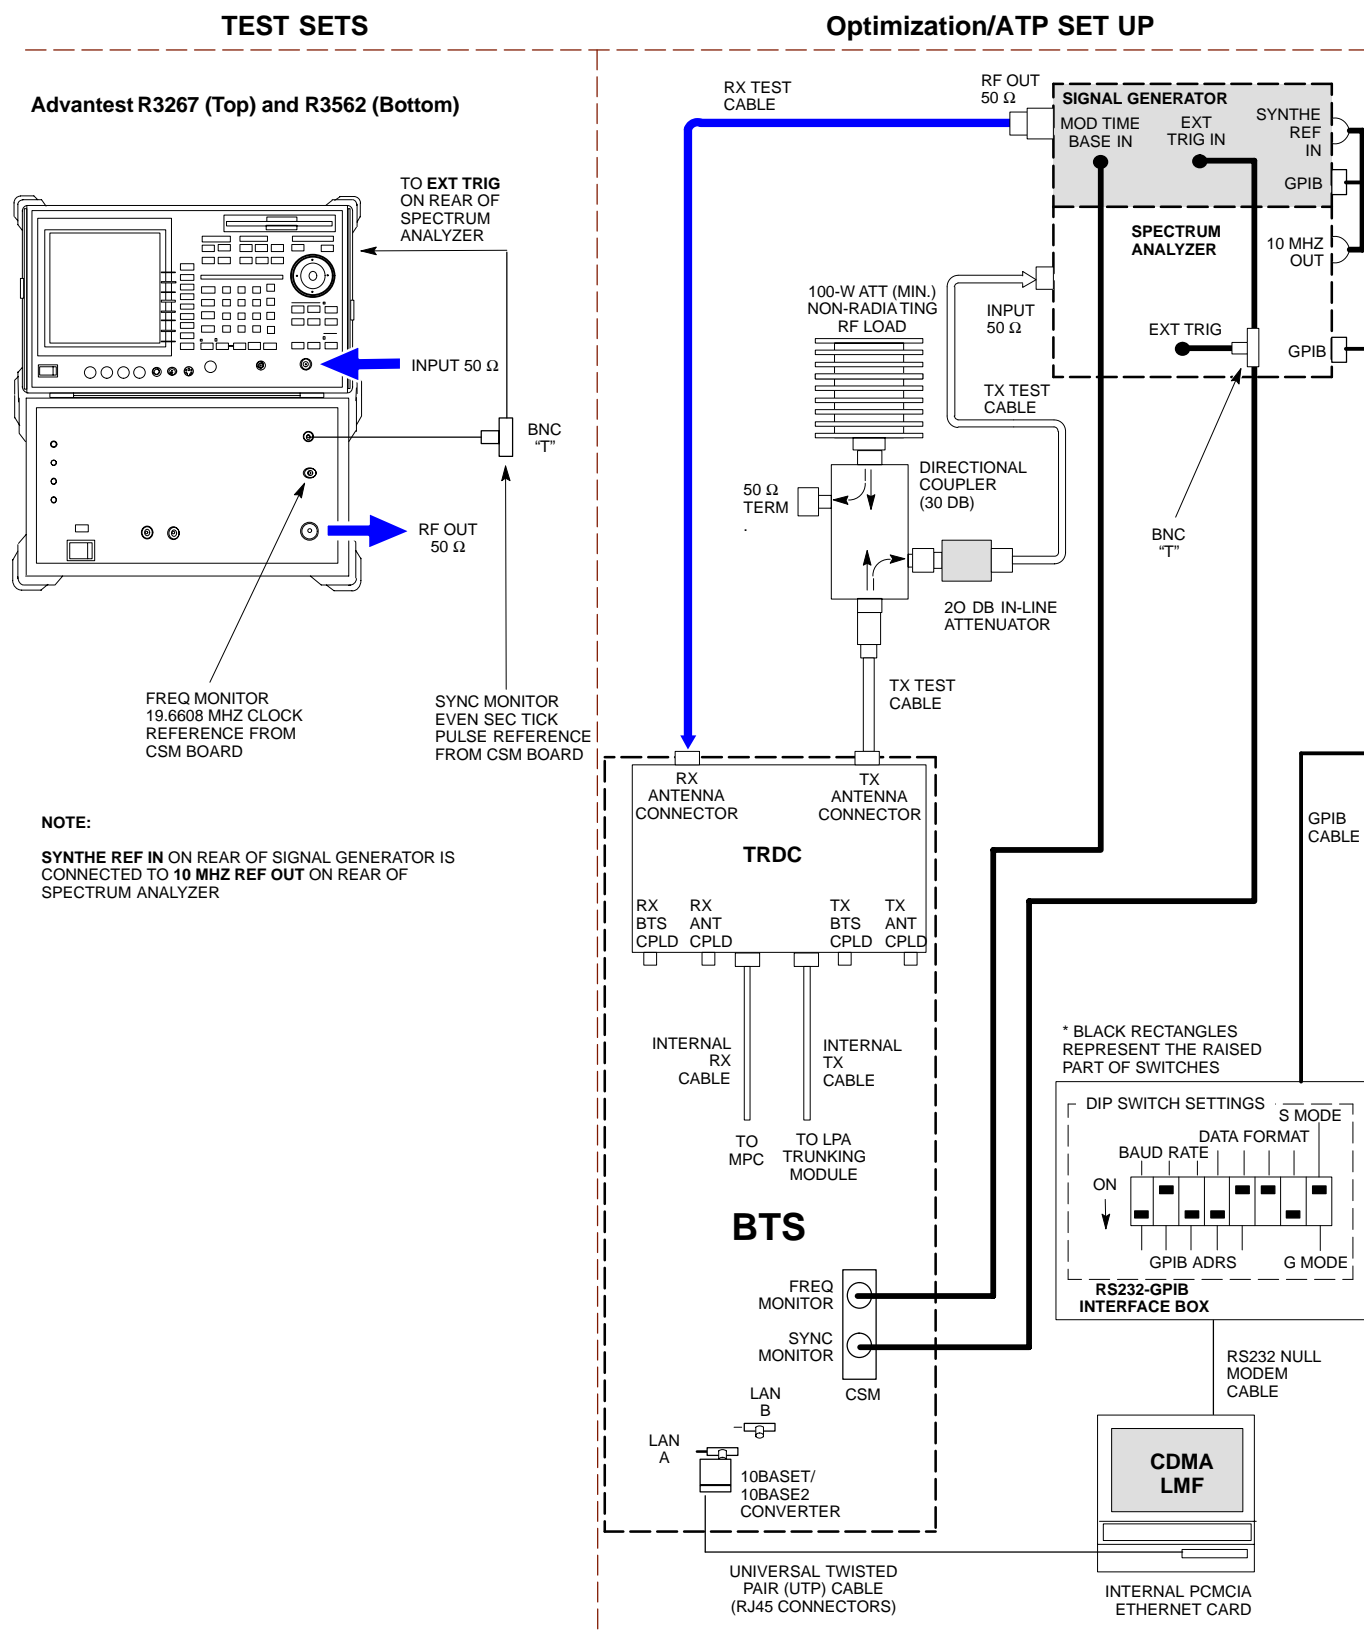 TEST SETS
Optimization/ATP SET UP
Advantest R3267 (Top) and R3562 (Bottom)
TO EXT TRIG
ON REAR OF
SPECTRUM
ANALYZER
INPUT 50 Ω
BNC
“T”
RF OUT
50 Ω
FREQ MONITOR
19.6608 MHZ CLOCK
REFERENCE FROM
CSM BOARD
SYNC MONITOR
EVEN SEC TICK
PULSE REFERENCE
FROM CSM BOARD
NOTE:
SYNTHE REF IN ON REAR OF SIGNAL GENERATOR IS
CONNECTED TO 10 MHZ REF OUT ON REAR OF
SPECTRUM ANALYZER
RX TEST
CABLE
RF OUT
50 Ω
SIGNAL GENERATOR
MOD TIME
BASE IN
EXT
TRIG IN
SYNTHE
REF
IN
GPIB
SPECTRUM
ANALYZER
10 MHZ
OUT
INPUT
50 Ω
EXT TRIG
GPIB
100-W ATT (MIN.)
NON-RADIA TING
RF LOAD
TX TEST
CABLE
50 Ω
TERM
.
DIRECTIONAL
COUPLER
(30 DB)
BNC
“T”
2O DB IN-LINE
ATTENUATOR
TX TEST
CABLE
RX
ANTENNA
CONNECTOR
TX
ANTENNA
CONNECTOR
TRDC
RX
BTS
CPLD
RX
ANT
CPLD
TX
BTS
CPLD
TX
ANT
CPLD
GPIB
CABLE
INTERNAL
RX
CABLE
INTERNAL
TX
CABLE
TO
MPC
TO LPA
TRUNKING
MODULE
BTS
* BLACK RECTANGLES
REPRESENT THE RAISED
PART OF SWITCHES
DIP SWITCH SETTINGS
S MODE
DATA FORMAT
BAUD RATE
ON
GPIB ADRS
G MODE
RS232-GPIB
INTERFACE BOX
FREQ
MONITOR
SYNC
MONITOR
CSM
RS232 NULL
MODEM
CABLE
LAN
B
LAN
A
10BASET/
10BASE2
CONVERTER
CDMA
LMF
UNIVERSAL TWISTED
PAIR (UTP) CABLE
(RJ45 CONNECTORS)
INTERNAL PCMCIA
ETHERNET CARD